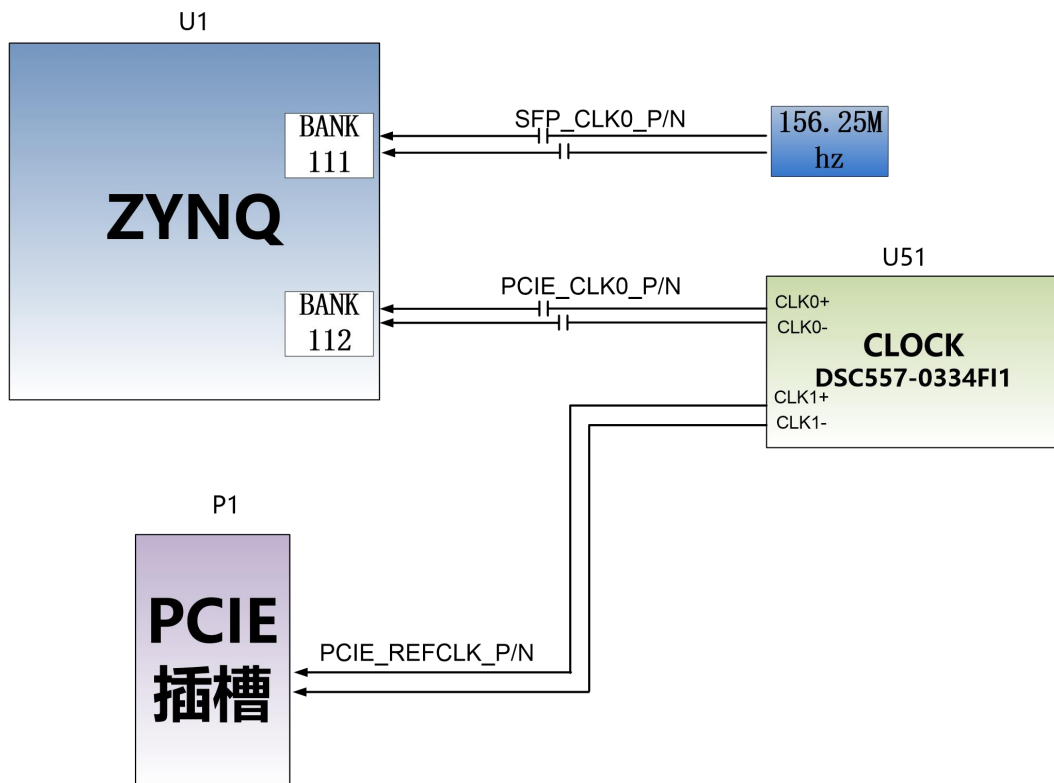 U1
BANK
111
ZYNQ
BANK
112
SFP_CLK0_P/N
156.25M
hz
U51
PCIE_CLK0_P/N
CLK0+
CLK0-
CLOCK
DSC557-0334FI1
CLK1+
CLK1-
P1
PCIE
插槽
PCIE_REFCLK_P/N